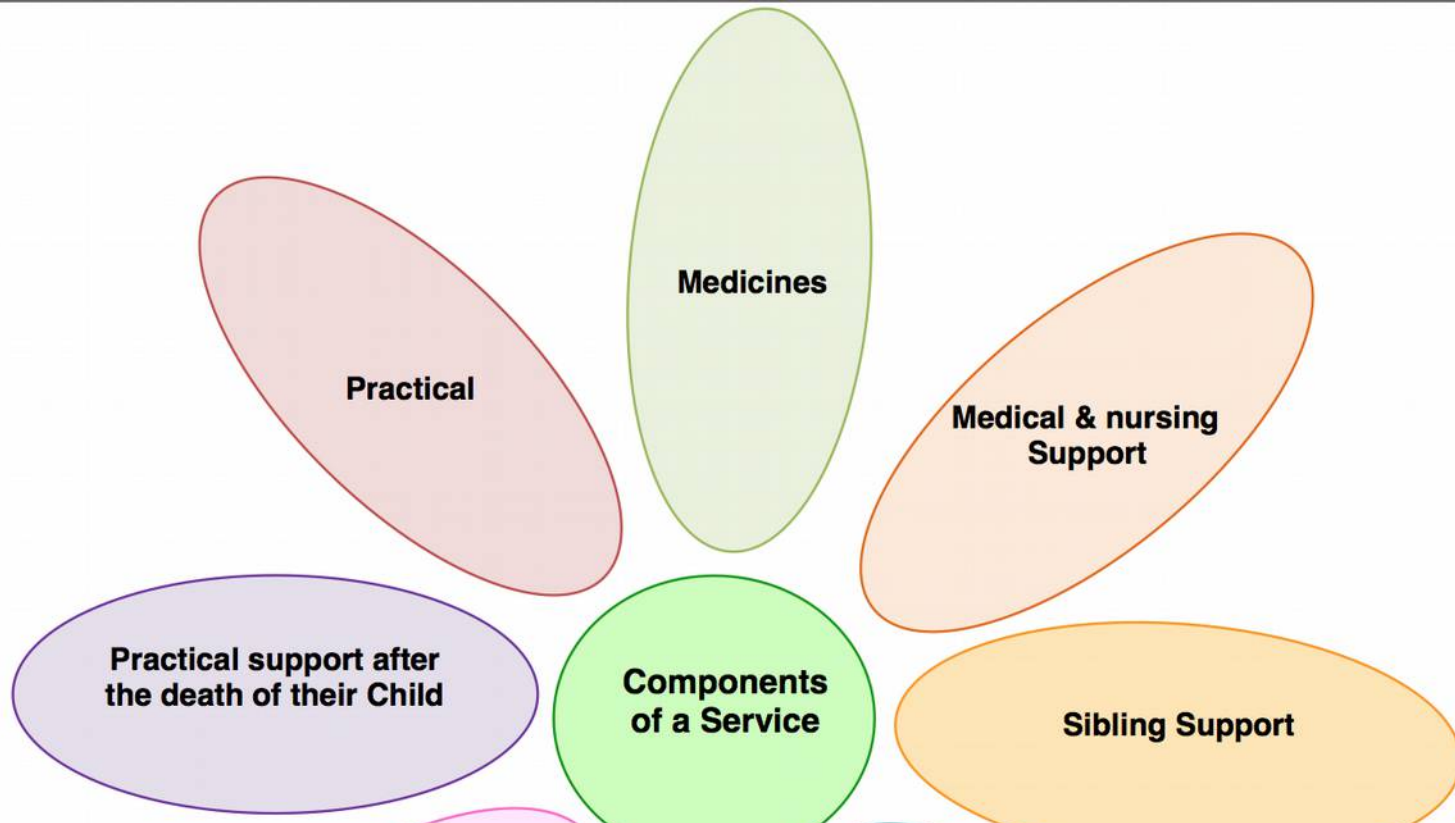 Medicines
Practical
Medical & nursing
Support
Practical support after
the death of their Child
Components
of a Service
Sibling Support